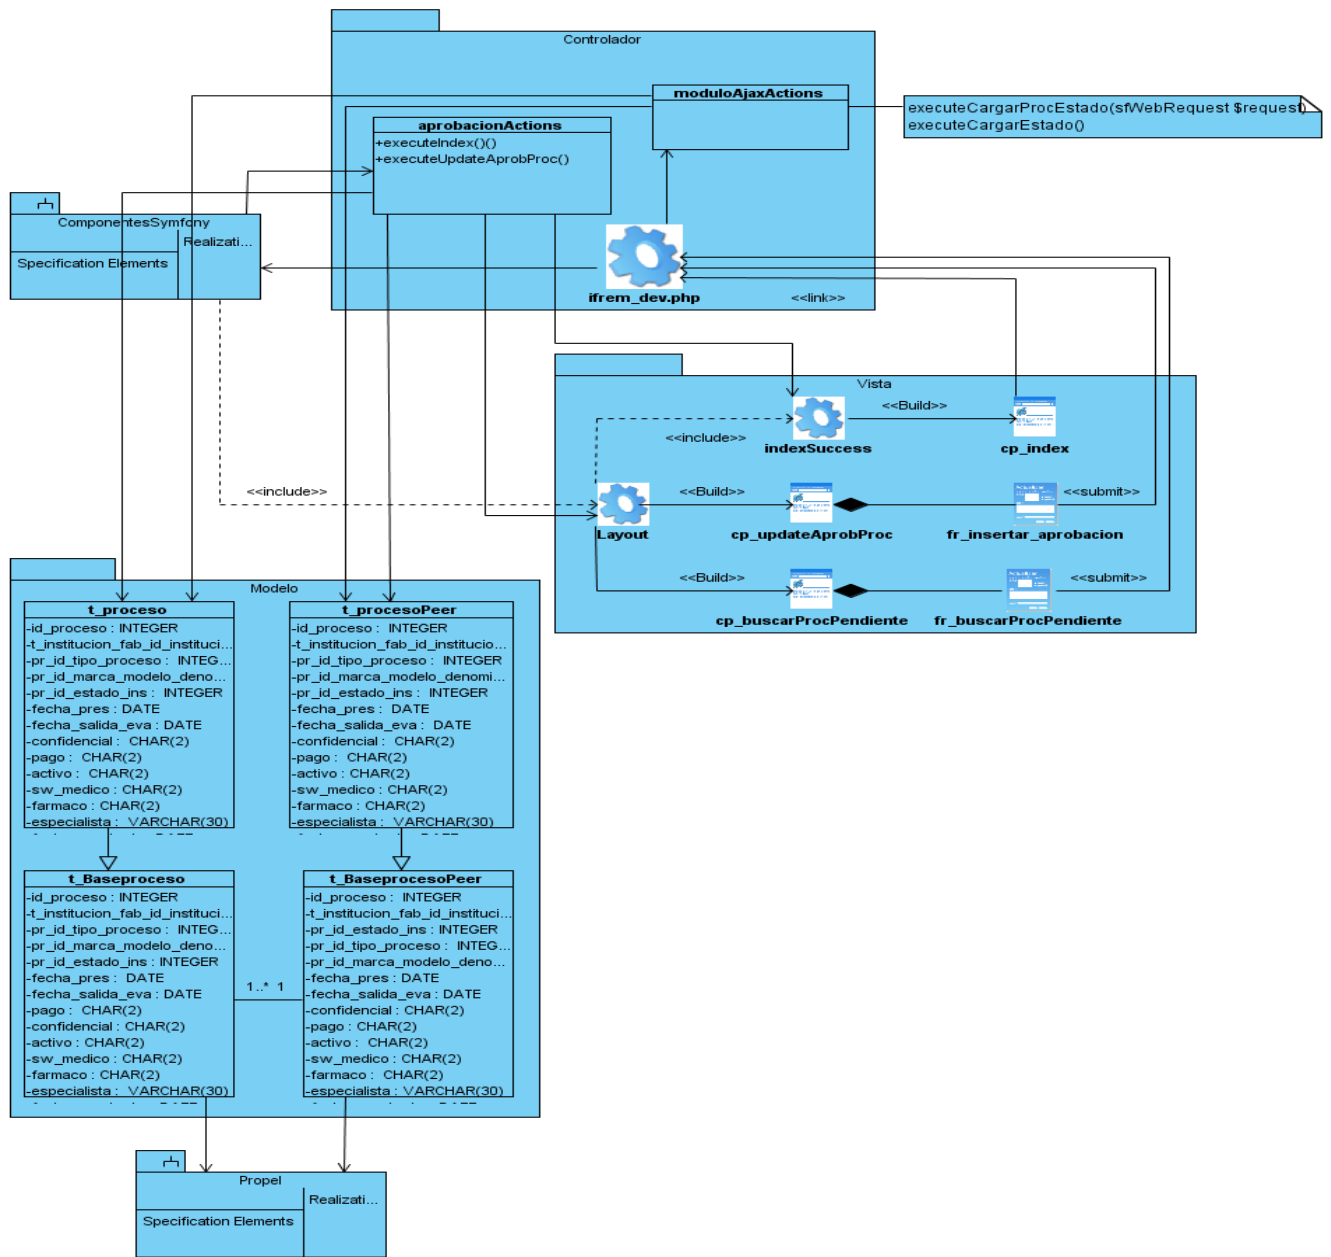 Controlador
moduloAjaxActions
executeCargarProcEstado(sfWebRequest $request)
executeCargarEstado()
aprobacionActions
+executeIndex()()
+executeUpdateAprobProc()
ComponentesSymfony
Realizati...
Specification Elements
ifrem_dev.php
<<link>>
Vista
<<Build>>
<<include>>
indexSuccess
cp_index
<<include>>
<<Build>>
<<submit>>
Layout
cp_updateAprobProc
fr_insertar_aprobacion
<<Build>>
<<submit>>
cp_buscarProcPendiente
fr_buscarProcPendiente
Modelo
t_proceso
-id_proceso : INTEGER
-t_institucion_fab_id_instituci...
-pr_id_tipo_proceso : INTEG...
-pr_id_marca_modelo_deno...
-pr_id_estado_ins : INTEGER
-fecha_pres : DATE
-fecha_salida_eva : DATE
-confidencial : CHAR(2)
-pago : CHAR(2)
-activo : CHAR(2)
-sw_medico : CHAR(2)
-farmaco : CHAR(2)
-especialista : VARCHAR(30)
t_procesoPeer
-id_proceso : INTEGER
-t_institucion_fab_id_institucio...
-pr_id_tipo_proceso : INTEGER
-pr_id_marca_modelo_denomi...
-pr_id_estado_ins : INTEGER
-fecha_pres : DATE
-fecha_salida_eva : DATE
-confidencial : CHAR(2)
-pago : CHAR(2)
-activo : CHAR(2)
-sw_medico : CHAR(2)
-farmaco : CHAR(2)
-especialista : VARCHAR(30)
t_Baseproceso
-id_proceso : INTEGER
-t_institucion_fab_id_instituci...
-pr_id_tipo_proceso : INTEG...
-pr_id_marca_modelo_deno...
-pr_id_estado_ins : INTEGER
-fecha_pres : DATE
-fecha_salida_eva : DATE
-pago : CHAR(2)
-confidencial : CHAR(2)
-activo : CHAR(2)
-sw_medico : CHAR(2)
-farmaco : CHAR(2)
-especialista : VARCHAR(30)
1..* 1
t_BaseprocesoPeer
-id_proceso : INTEGER
-t_institucion_fab_id_instituci...
-pr_id_estado_ins : INTEGER
-pr_id_tipo_proceso : INTEG...
-pr_id_marca_modelo_deno...
-fecha_pres : DATE
-fecha_salida_eva : DATE
-confidencial : CHAR(2)
-pago : CHAR(2)
-activo : CHAR(2)
-sw_medico : CHAR(2)
-farmaco : CHAR(2)
-especialista : VARCHAR(30)
Propel
Realizati...
Specification Elements